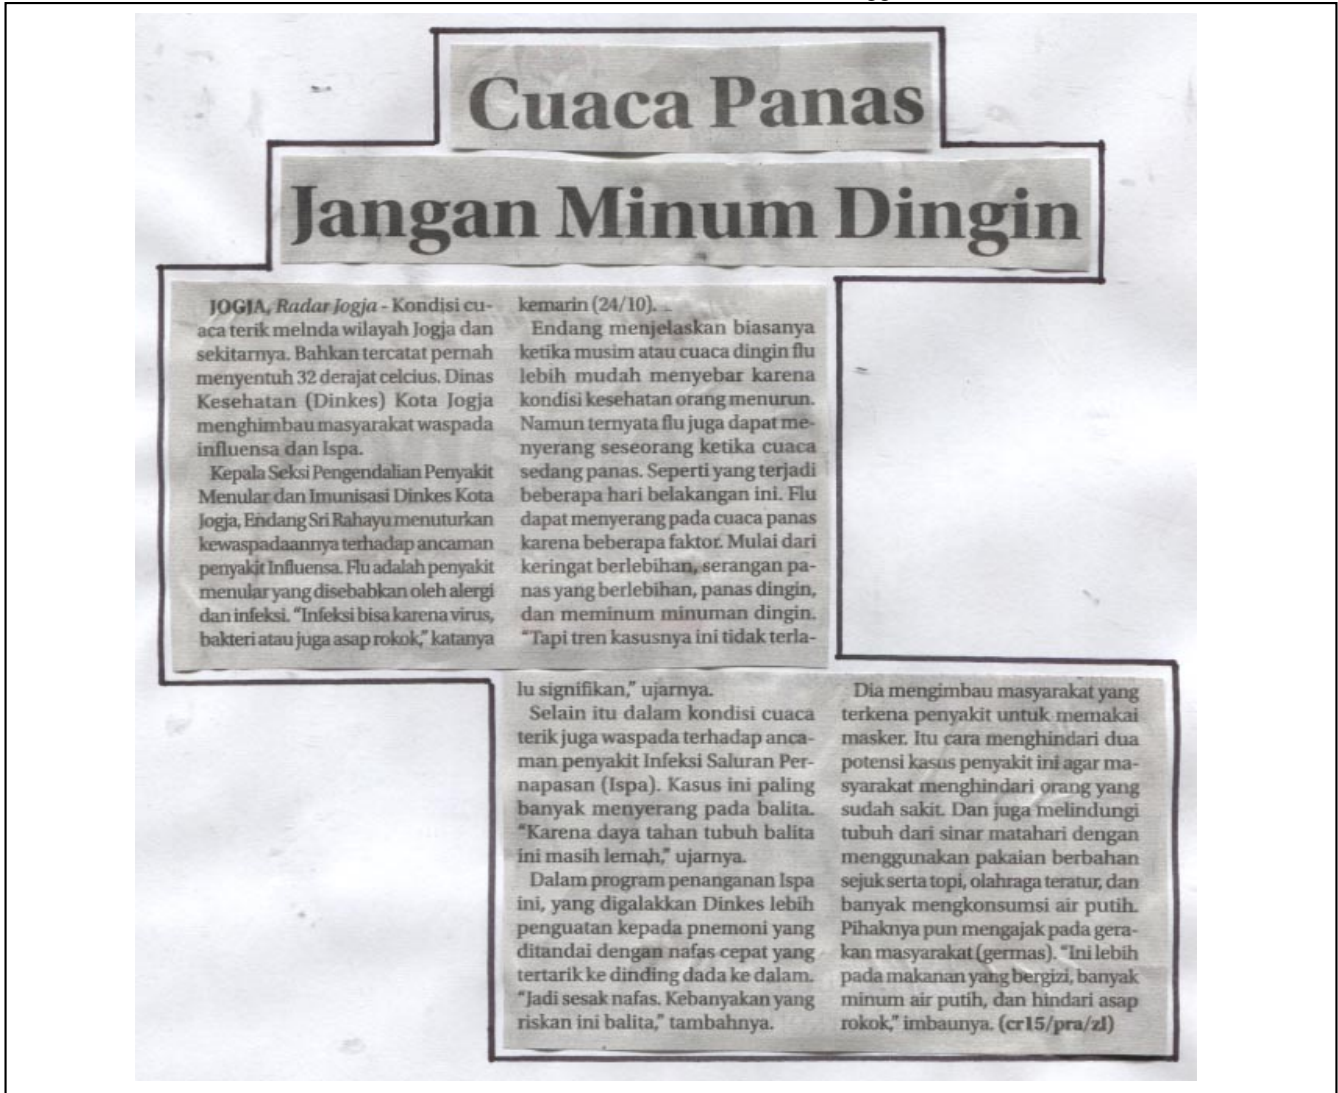 Cuaca Panas
Jangan Minum Dingin
JOGJA, Radar Jogja - Kondisi cu-
aca terik melnda wilayah Jogja dan
sekitarnya. Bahkan tercatat pernah
menyentuh 32 derajat celcius. Dinas
Kesehatan (Dinkes) Kota Jogja
menghimbau masyarakat waspada
influensa dan Ispa.
Kepala Seksi Pengendalian Penyakit
Menular dan Imunisasi Dinkes Kota
Jogja, Endang Sri Rahayu menuturkan
kewaspadaannya terhadap ancaman
penyakit Influensa. Flu adalah penyakit
menular yang disebabkan oleh alergi
dan infeksi. “Infeksi bisa karena virus,
bakteri atau juga asap rokok,” katanya
kemarin (24/10).
Endang menjelaskan biasanya
ketika musim atau cuaca dingin flu
lebih mudah menyebar karena
kondisi kesehatan orang menurun.
Namun ternyata flu juga dapat me-
nyerang seseorang ketika cuaca
sedang panas. Seperti yang terjadi
beberapa hari belakangan ini. Flu
dapat menyerang pada cuaca panas
karena beberapa faktor. Mulai dari
keringat berlebihan, serangan pa-
nas yang berlebihan, panas dingin,
dan meminum minuman dingin.
“Tapi tren kasusnya ini tidak terla-
lu signifikan,” ujarnya.
Selain itu dalam kondisi cuaca
terik juga waspada terhadap anca-
man penyakit Infeksi Saluran Per-
napasan (Ispa). Kasus ini paling
banyak menyerang pada balita.
“Karena daya tahan tubuh balita
ini masih lemah,” ujarnya.
Dalam program penanganan Ispa
ini, yang digalakkan Dinkes lebih
penguatan kepada pnemoni yang
ditandai dengan nafas cepat yang
tertarik ke dinding dada ke dalam.
“Jadi sesak nafas. Kebanyakan yang
riskan ini balita,” tambahnya.
Dia mengimbau masyarakat yang
terkena penyakit untuk memakai
masker. Itu cara menghindari dua
potensi kasus penyakit ini agar ma-
syarakat menghindari orang yang
sudah sakit. Dan juga melindungi
tubuh dari sinar matahari dengan
menggunakan pakaian berbahan
sejuk serta topi, olahraga teratur, dan
banyak mengkonsumsi air putih.
Pihaknya pun mengajak pada gera-
kan masyarakat (germas). “Ini lebih
pada makanan yang bergizi, banyak
minum air putih, dan hindari asap
rokok,” imbaunya. (cr15/pra/zl)